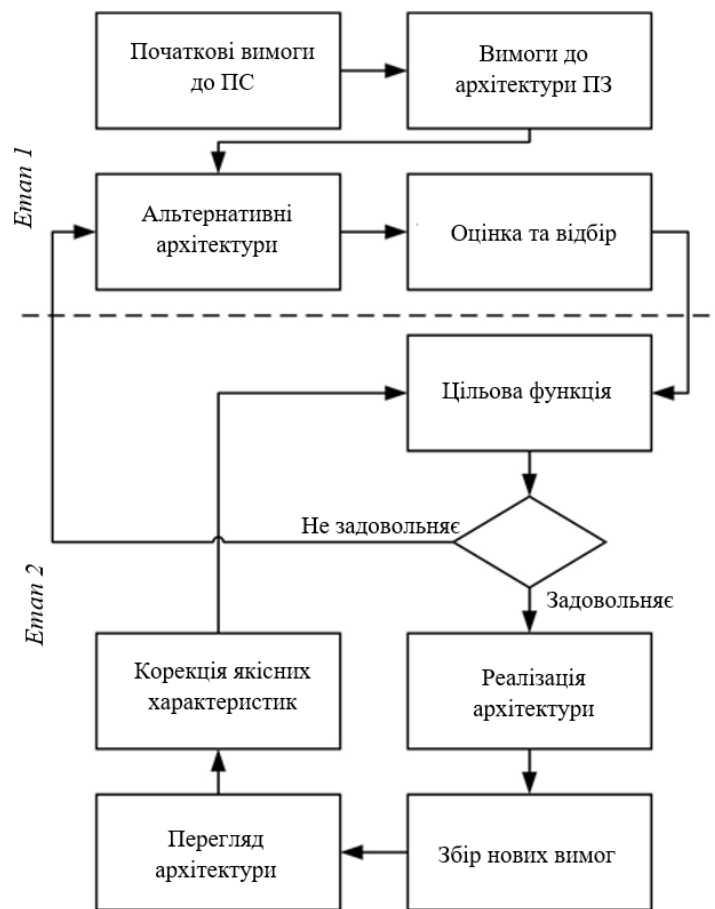 Початкові вимоги
до ПС
Вимоги до
архітектури ПЗ
Етап 1
Альтернативні
архітектури
Оцінка та відбір
Цільова функція
Не задовольняє
Задовольняє
Етап 2
Корекція якісних
характеристик
Реалізація
архітектури
Перегляд
архітектури
Збір нових вимог